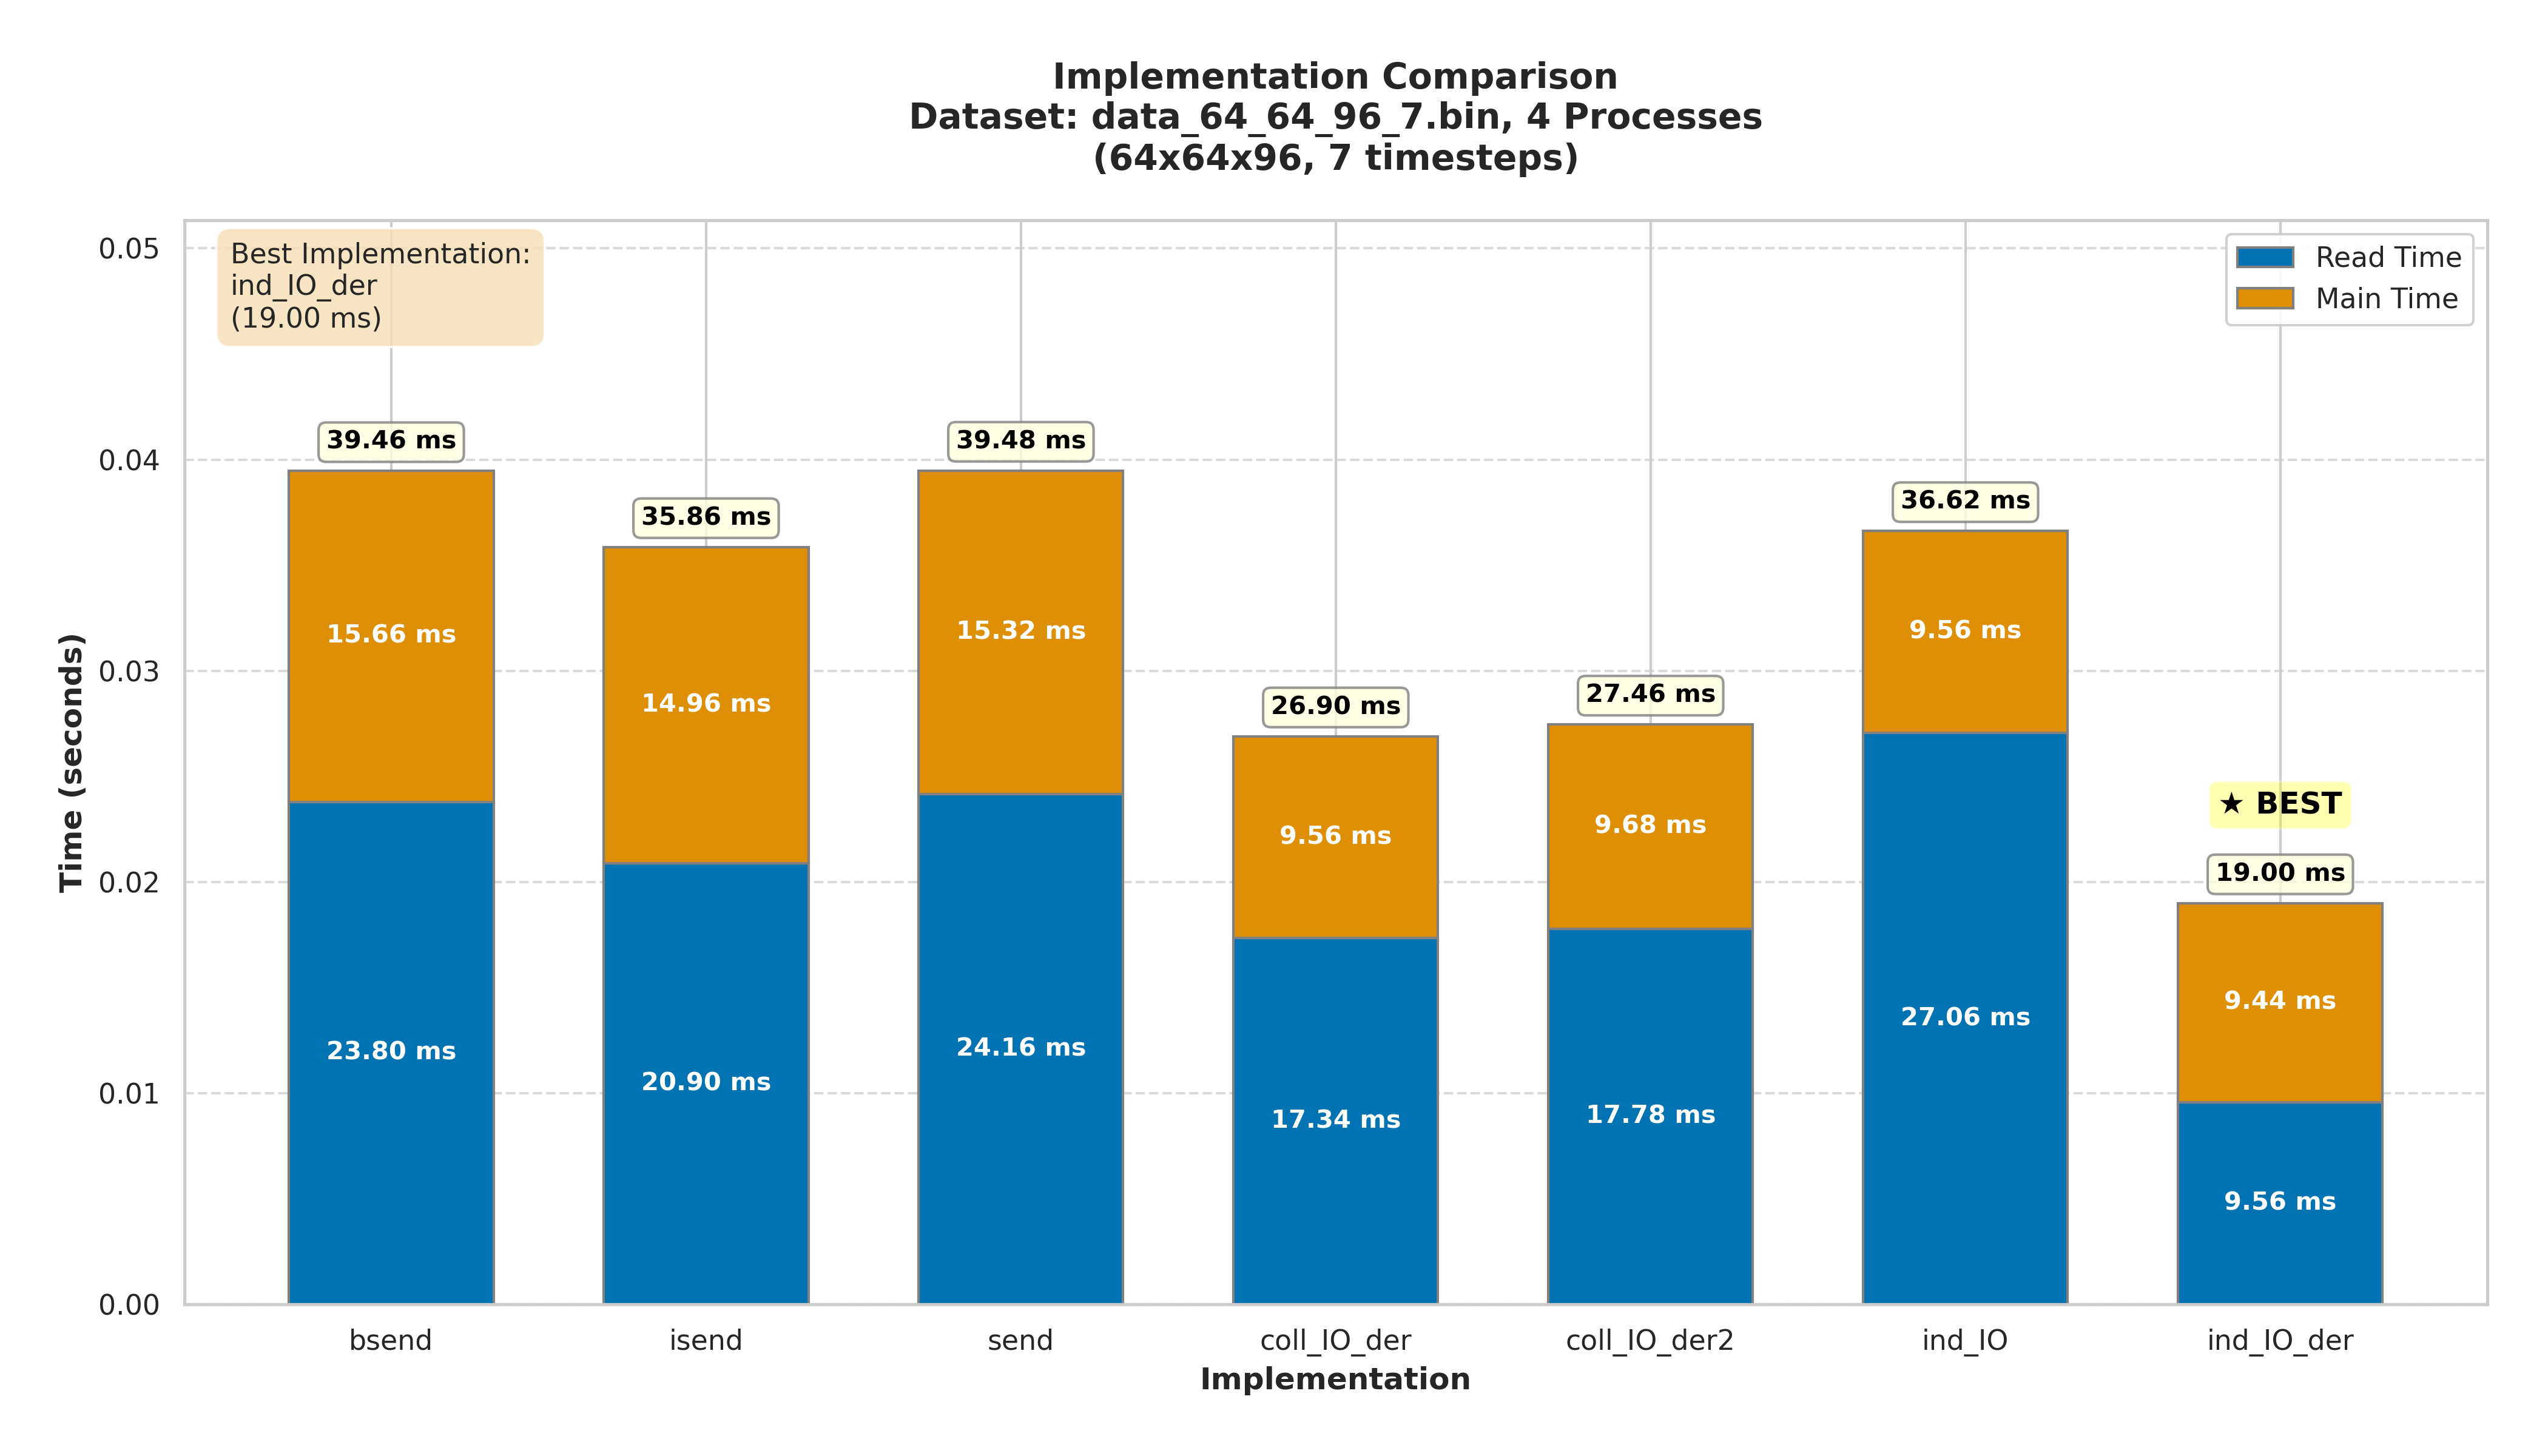 Implementation Comparison
Dataset: data_64_64_96_7.bin, 4 Processes
(64x64x96, 7 timesteps)
Time (seconds)
0.05
0.04
0.03
0.02
0.01
0.00
Best Implementation:
ind_IO_der
(19.00 ms)
Read Time
Main Time
39.46 ms
15.66 ms
23.80 ms
35.86 ms
14.96 ms
20.90 ms
39.48 ms
15.32 ms
24.16 ms
26.90 ms
9.56 ms
17.34 ms
27.46 ms
9.68 ms
17.78 ms
36.62 ms
9.56 ms
27.06 ms
★ BEST
19.00 ms
9.44 ms
9.56 ms
bsend
isend
send
coll_IO_der
coll_IO_der2
ind_IO
ind_IO_der
Implementation